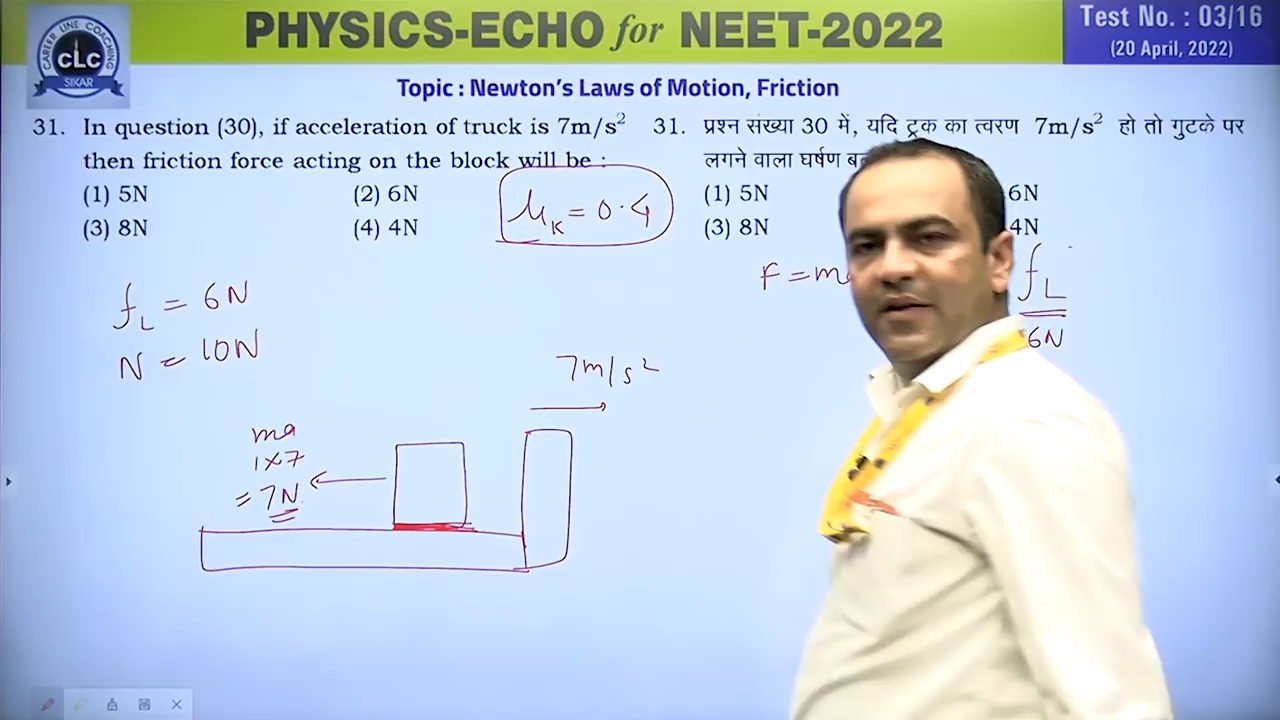 CAREER LINE COACHING
CLC
SIKAR
PHYSICS-ECHO for NEET-2022
Test No. : 03/16
(20 April, 2022)
Topic : Newton's Laws of Motion, Friction
31. In question (30), if acceleration of truck is 7m/s²
then friction force acting on the block will be :
(1) 5N (2) 6N
(3) 8N (4) 4N
μK = 0.4
31. प्रश्न संख्या 30 में, यदि ट्रक का त्वरण 7m/s² हो तो गुटके पर
लगने वाला घर्षण
(1) 5N 6N
(3) 8N 4N
F = ma
fL
6N
fL = 6N
N = 10N
7m/s²
ma
1×7
= 7N